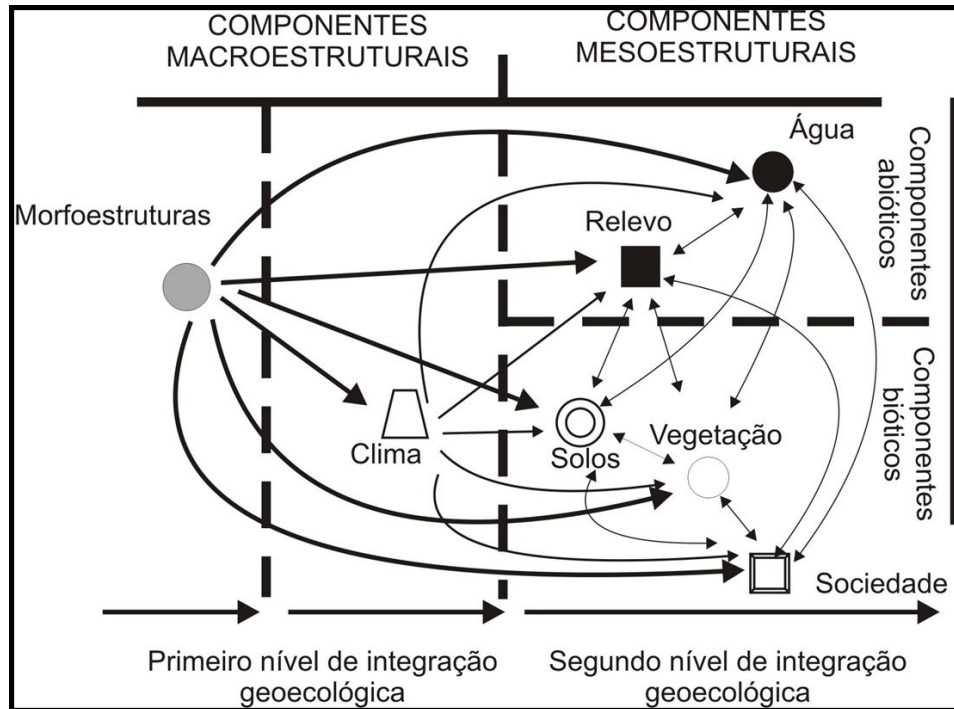 COMPONENTES
MACROESTRUTURAIS
COMPONENTES
MESOESTRUTURAIS
Água
Componentes
abióticos
Morfoestruturas
Relevo
Clima
Solos
Vegetação
Componentes
bióticos
Sociedade
Primeiro nível de integração
geoecológica
Segundo nível de integração
geoecológica